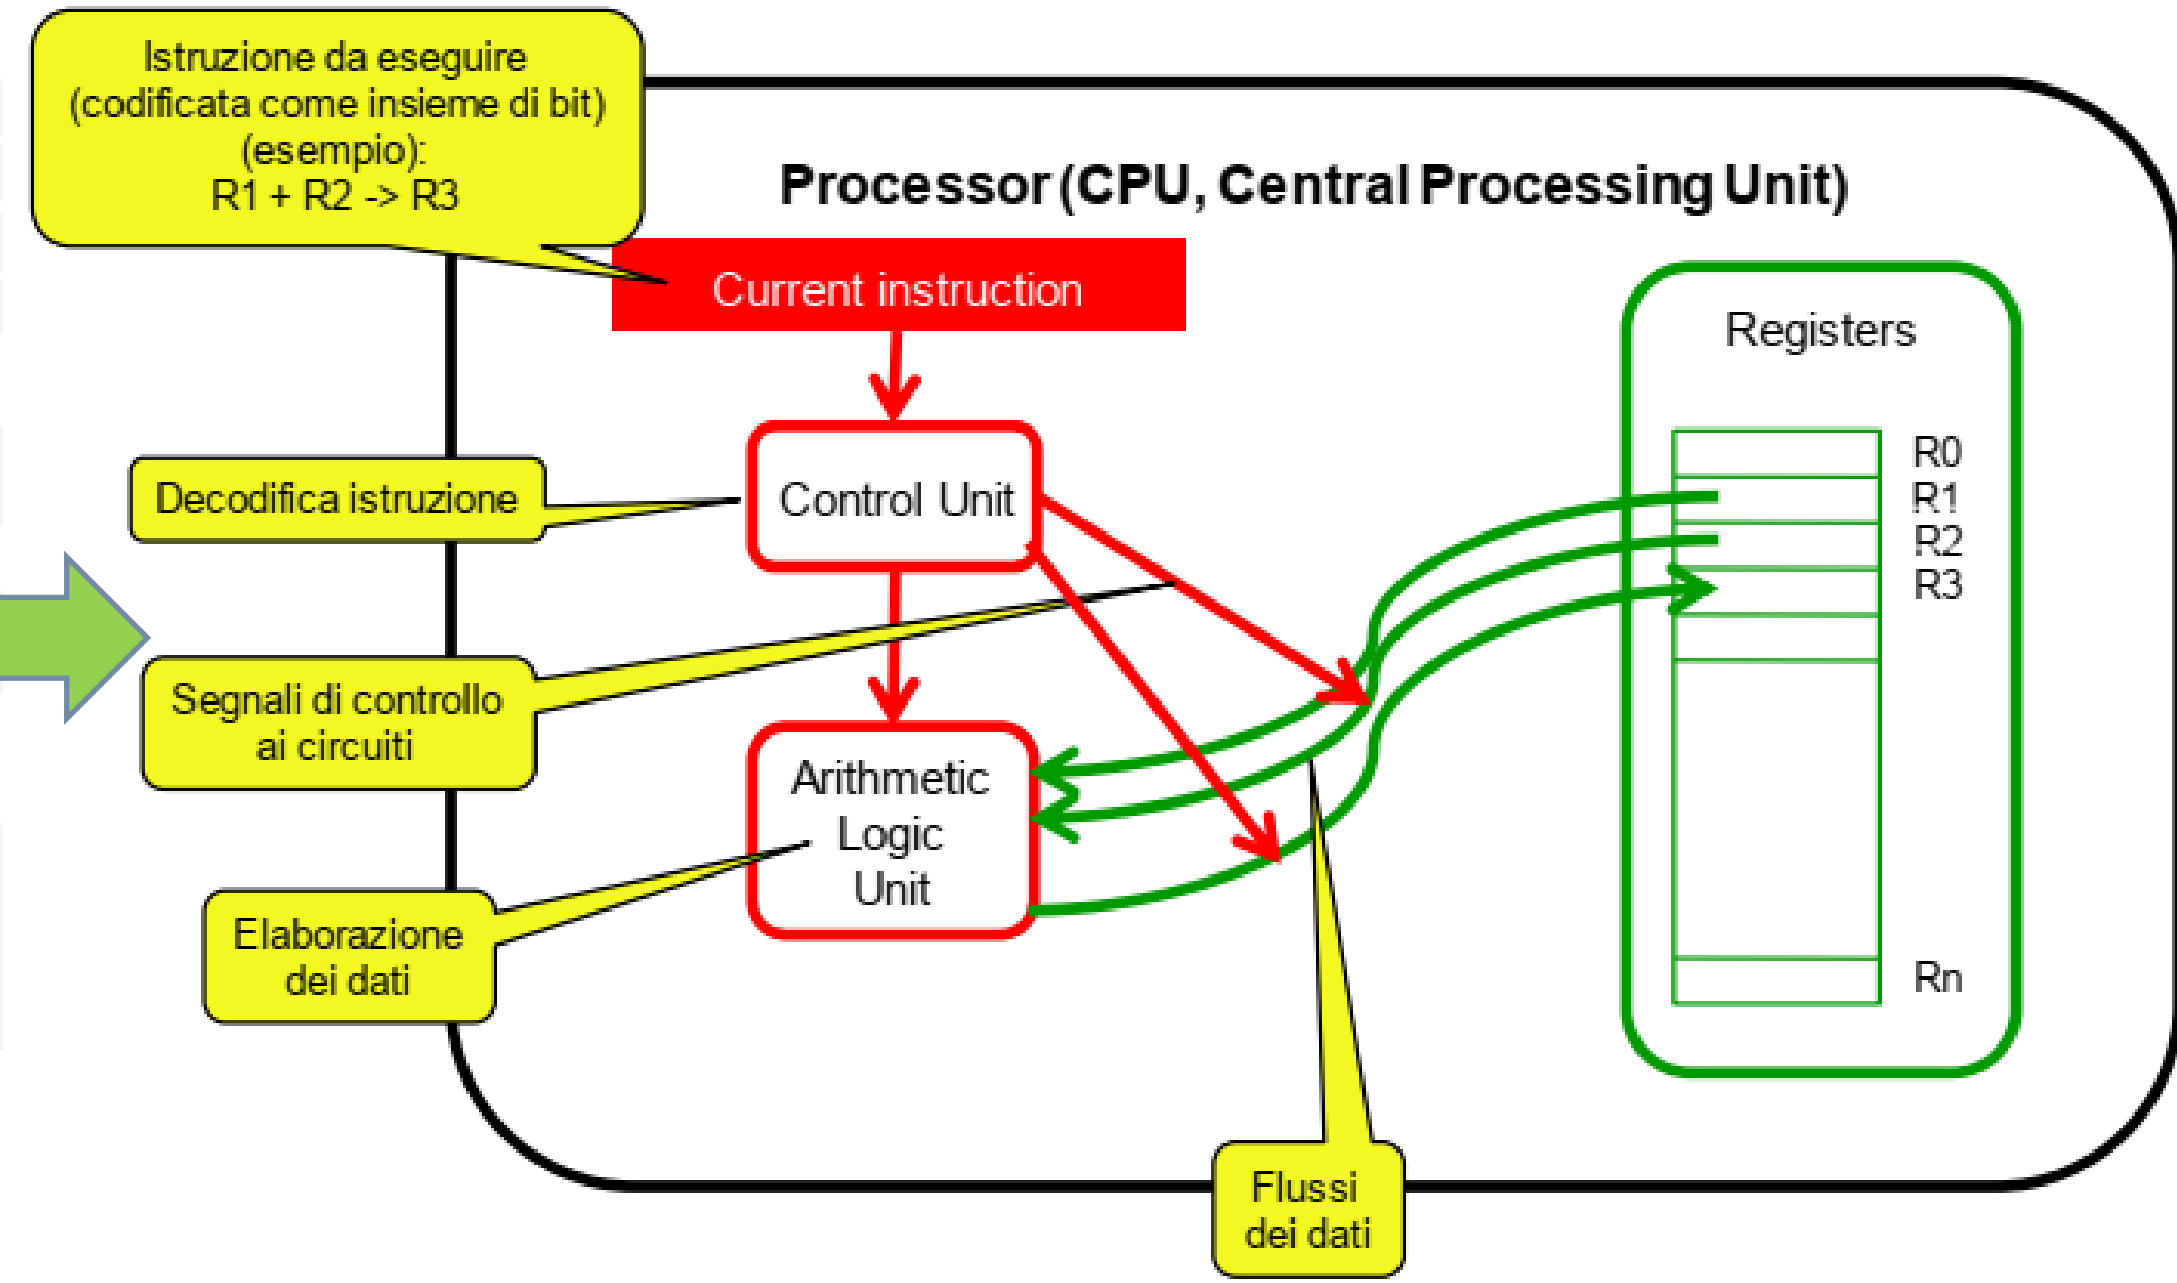 Istruzione da eseguire
(codificata come insieme di bit)
(esempio):
R1 + R2 -> R3
Processor (CPU, Central Processing Unit)
Current instruction
Registers
R0
R1
R2
R3
Rn
Decodifica istruzione
Control Unit
Segnali di controllo
ai circuiti
Arithmetic
Logic
Unit
Elaborazione
dei dati
Flussi
dei dati